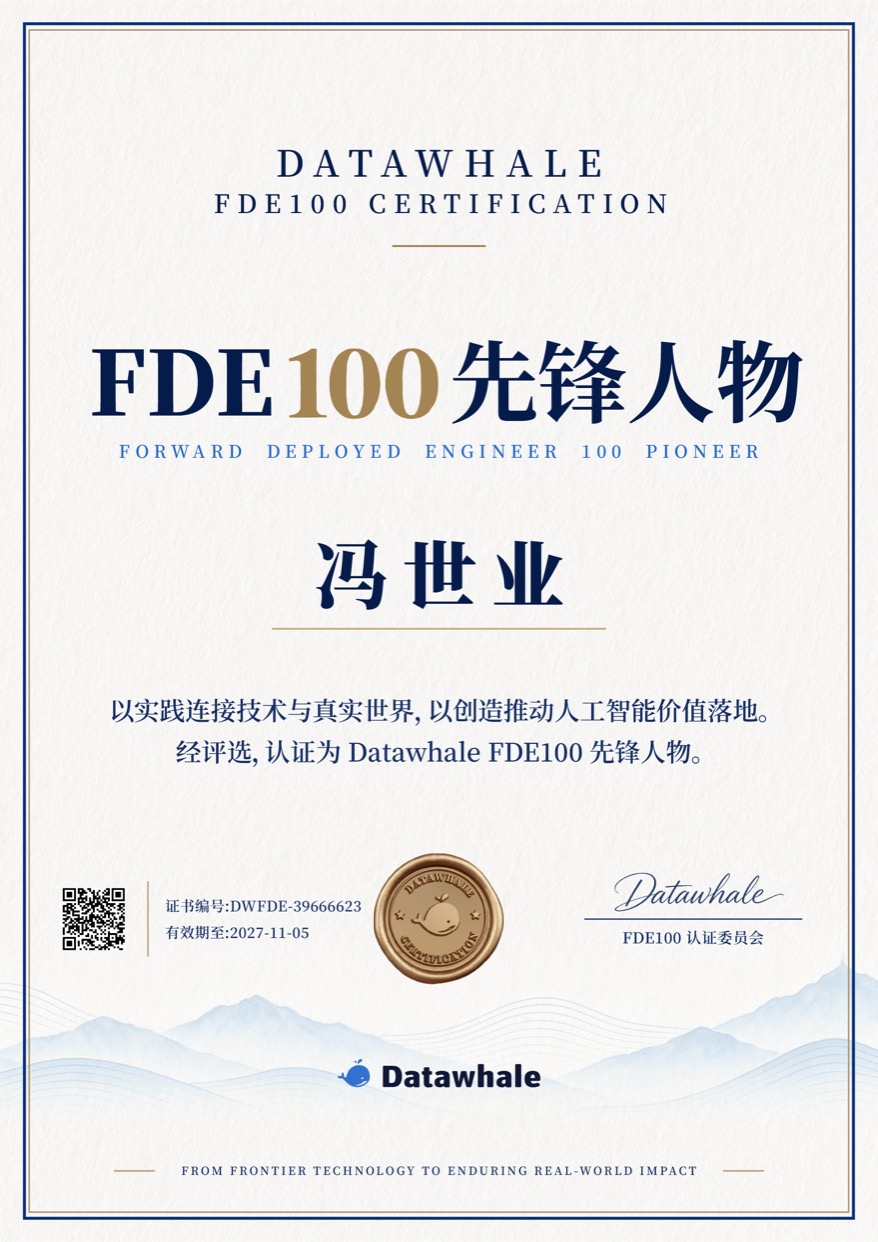 DATAWHALE
FDE100 CERTIFICATION
FDE100先锋人物
FORWARD DEPLOYED ENGINEER 100 PIONEER
冯世业
以实践连接技术与真实世界, 以创造推动人工智能价值落地。
经评选, 认证为 Datawhale FDE100 先锋人物。
证书编号:DWFDE-39666623
有效期至:2027-11-05
DATAWHALE
CERTIFICATION
Datawhale
FDE100 认证委员会
Datawhale
FROM FRONTIER TECHNOLOGY TO ENDURING REAL-WORLD IMPACT